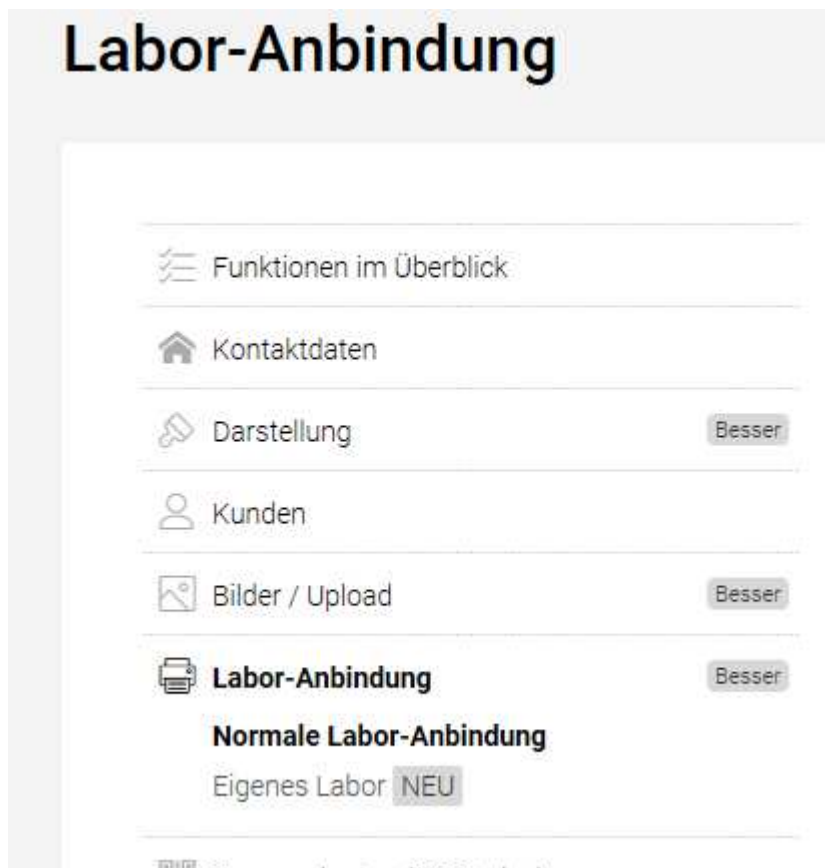 Labor-Anbindung
Funktionen im Überblick
Kontaktdaten
Darstellung Besser
Kunden
Bilder / Upload Besser
Labor-Anbindung Besser
Normale Labor-Anbindung
Eigenes Labor NEU